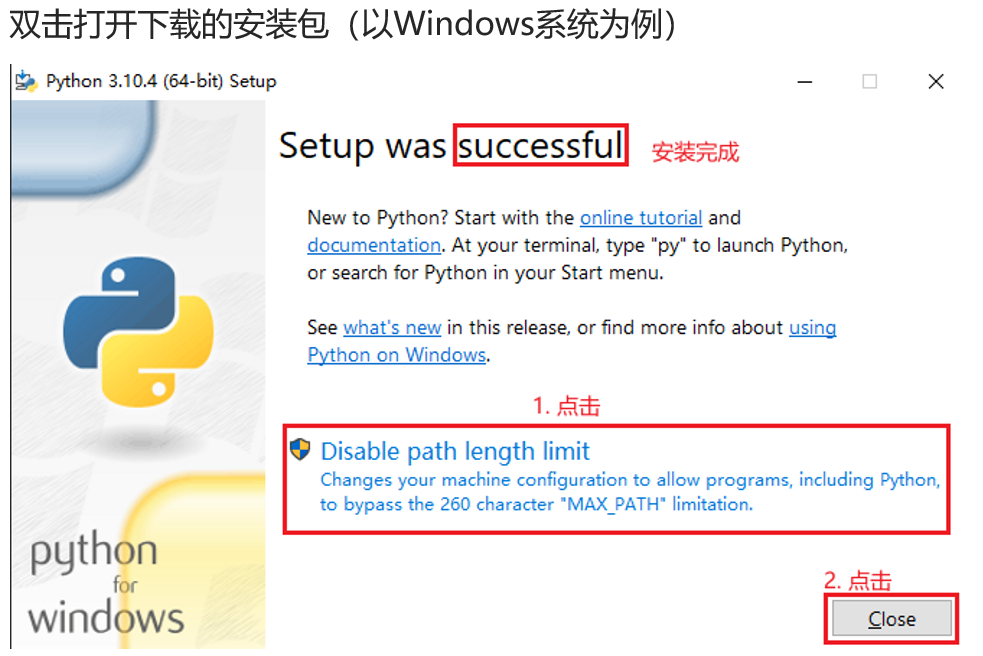 双击打开下载的安装包（以Windows系统为例）
Python 3.10.4 (64-bit) Setup
Setup was successful 安装完成
New to Python? Start with the online tutorial and
documentation. At your terminal, type "py" to launch Python,
or search for Python in your Start menu.
See what's new in this release, or find more info about using
Python on Windows.
1. 点击
Disable path length limit
Changes your machine configuration to allow programs, including Python,
to bypass the 260 character "MAX_PATH" limitation.
python
for
windows
2. 点击
Close